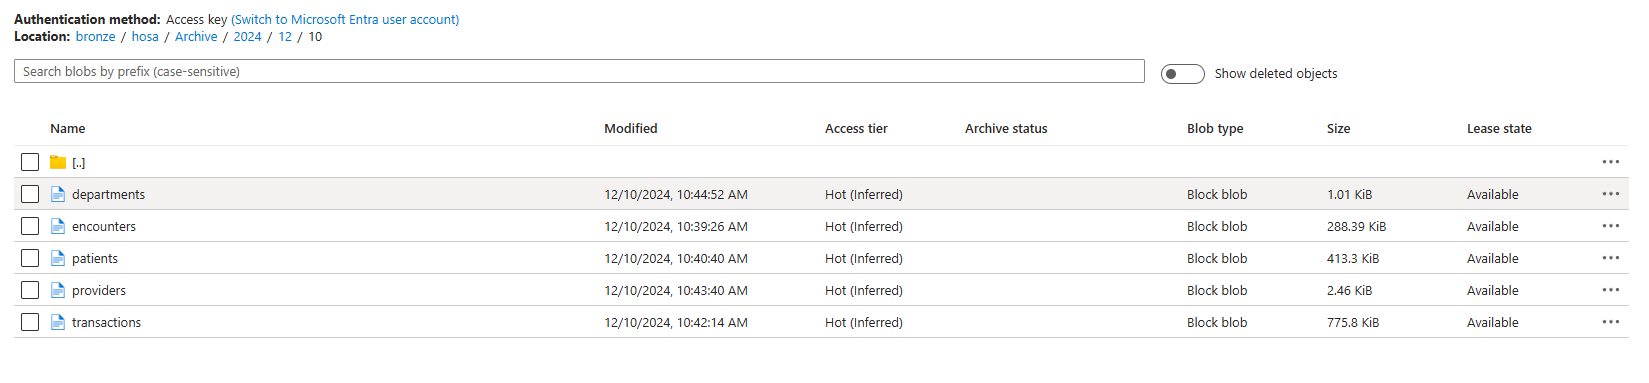 Authentication method: Access key (Switch to Microsoft Entra user account)
Location: bronze / hosa / Archive / 2024 / 12 / 10
Search blobs by prefix (case-sensitive) Show deleted objects
Name Modified Access tier Archive status Blob type Size Lease state
[..] •••
departments 12/10/2024, 10:44:52 AM Hot (Inferred) Block blob 1.01 KiB Available •••
encounters 12/10/2024, 10:39:26 AM Hot (Inferred) Block blob 288.39 KiB Available •••
patients 12/10/2024, 10:40:40 AM Hot (Inferred) Block blob 413.3 KiB Available •••
providers 12/10/2024, 10:43:40 AM Hot (Inferred) Block blob 2.46 KiB Available •••
transactions 12/10/2024, 10:42:14 AM Hot (Inferred) Block blob 775.8 KiB Available •••